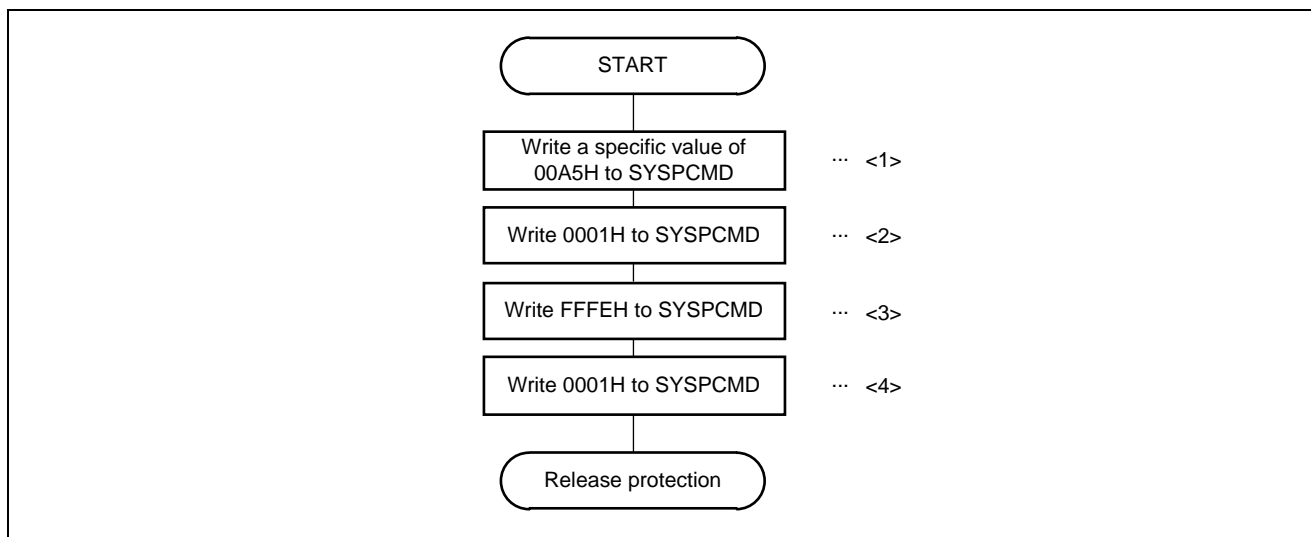 START
Write a specific value of
00A5H to SYSPCMD
··· <1>
Write 0001H to SYSPCMD
··· <2>
Write FFFEH to SYSPCMD
··· <3>
Write 0001H to SYSPCMD
··· <4>
Release protection